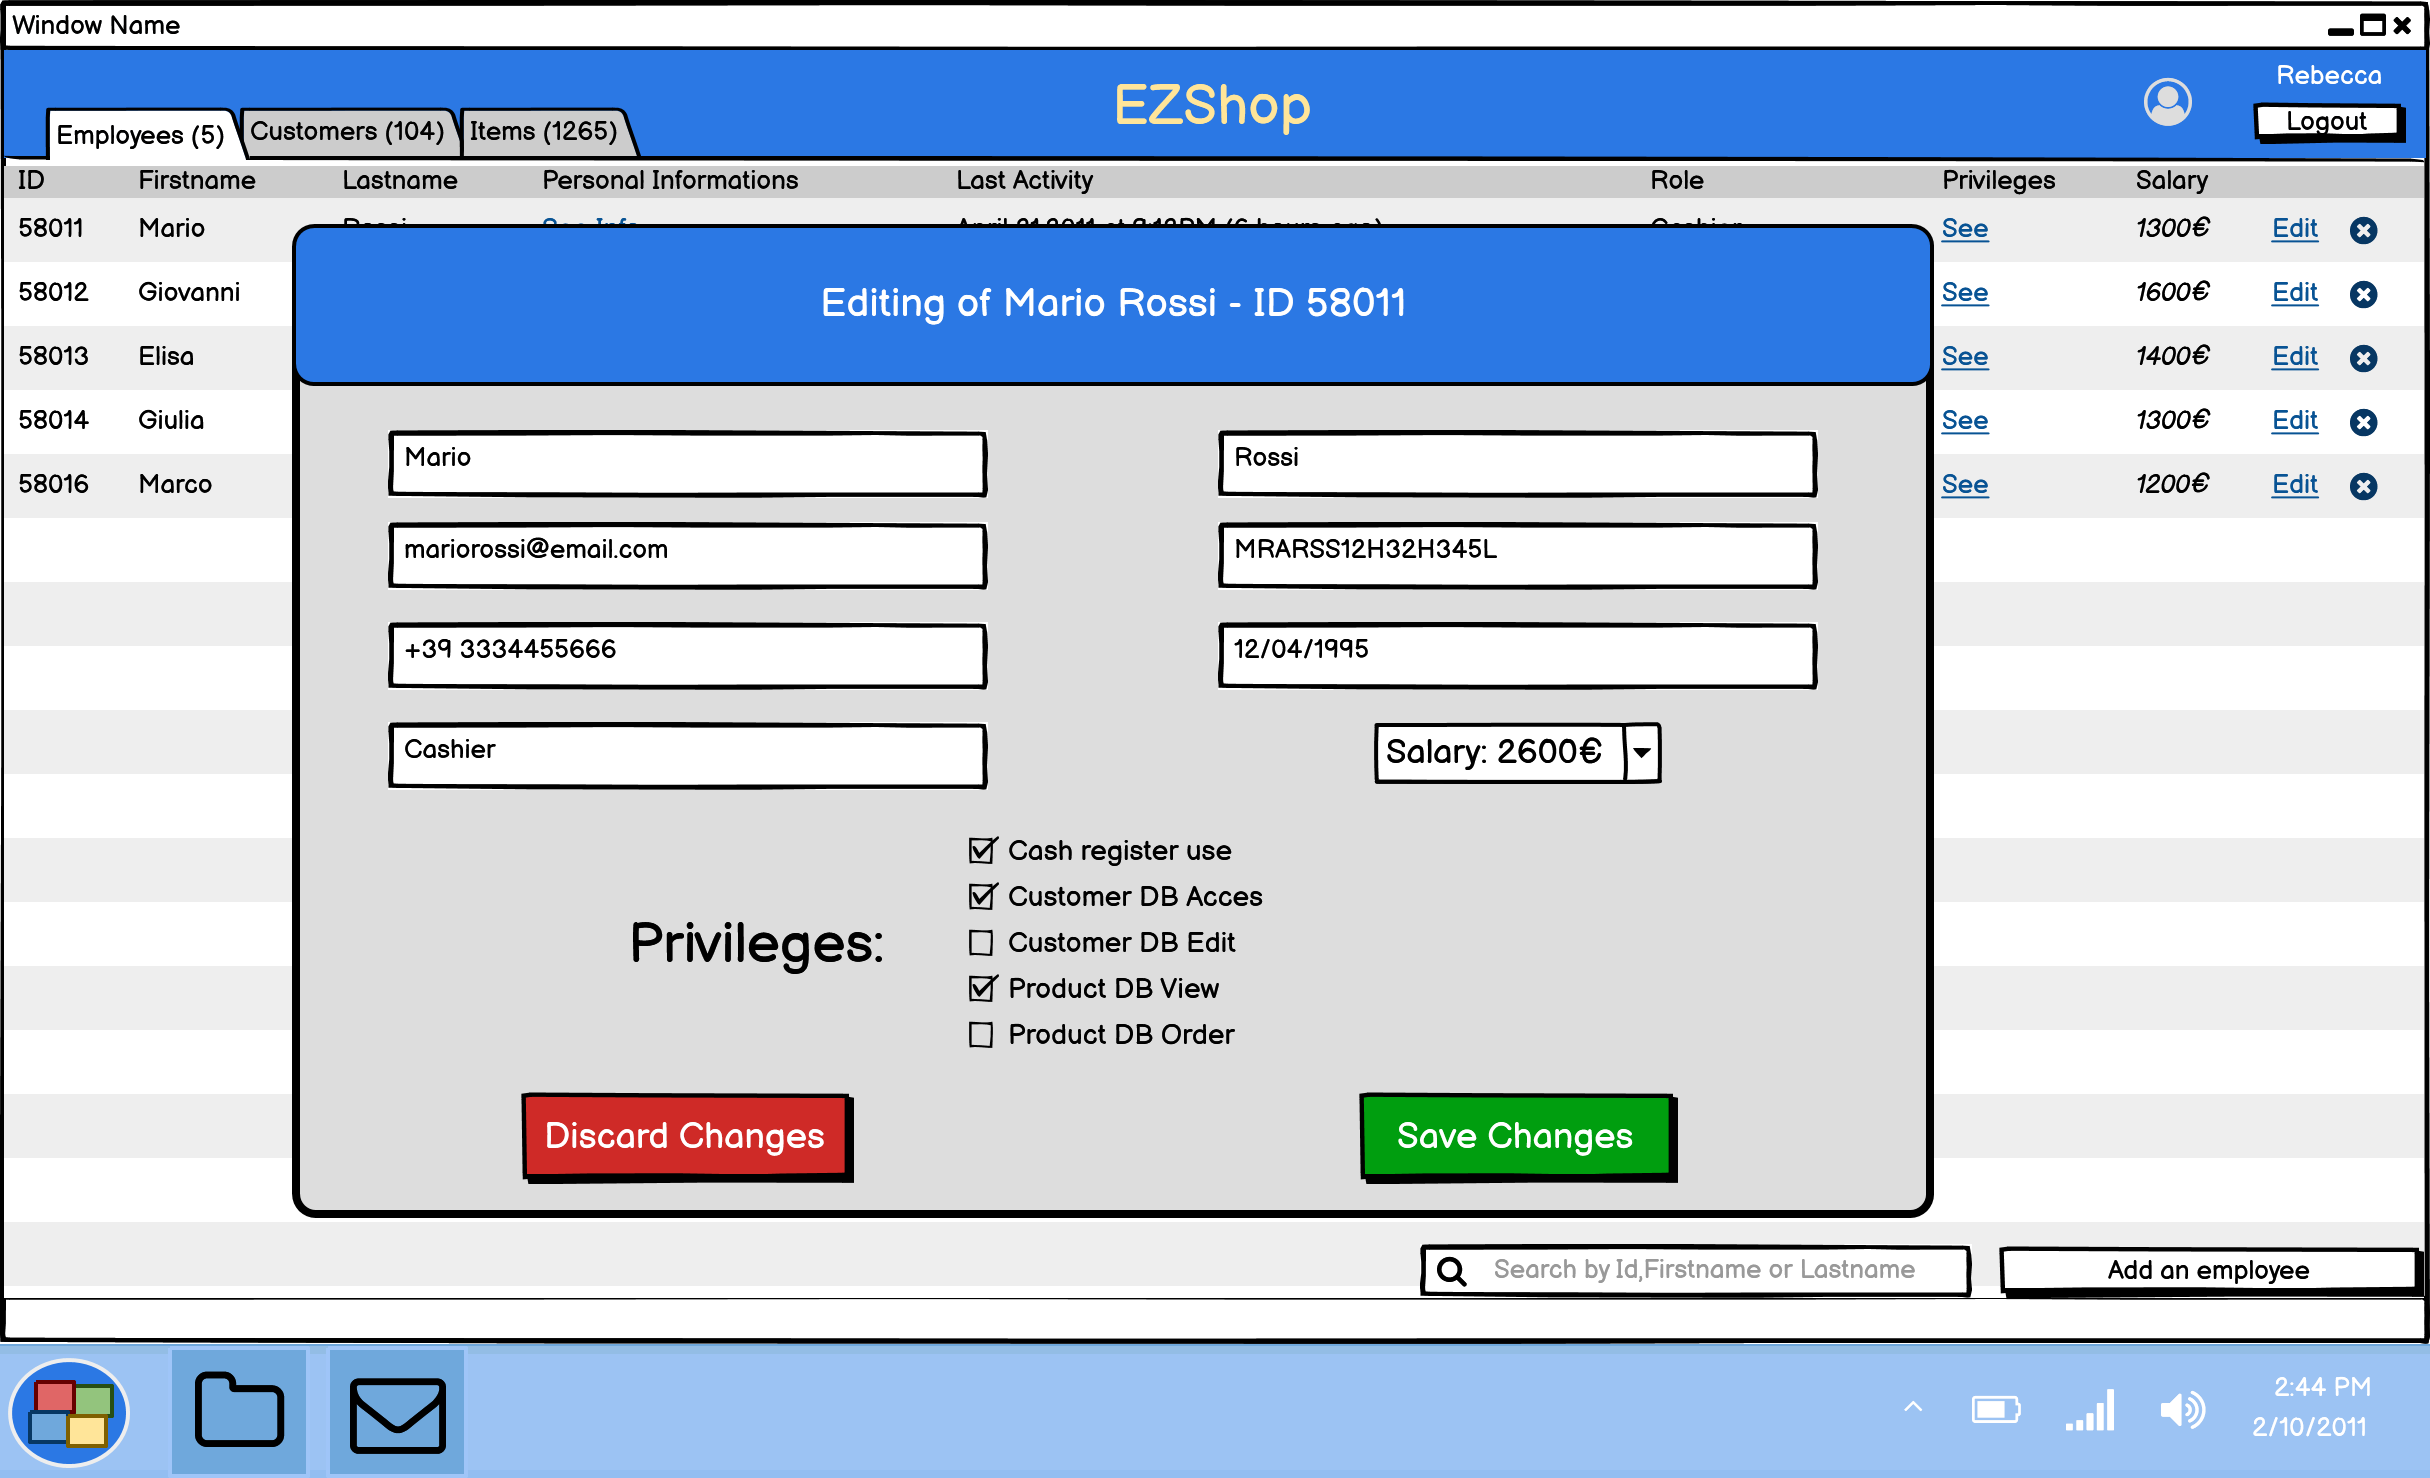 Window Name
EZShop
Rebecca
Logout
Employees (5) Customers (104) Items (1265)
ID Firstname Lastname Personal Informations Last Activity Role Privileges Salary
58011 Mario See 1300€ Edit
58012 Giovanni See 1600€ Edit
58013 Elisa See 1400€ Edit
58014 Giulia See 1300€ Edit
58016 Marco See 1200€ Edit
Editing of Mario Rossi - ID 58011
Mario Rossi
mariorossi@email.com MRARSS12H32H345L
+39 3334455666 12/04/1995
Cashier Salary: 2600€
Privileges:
Cash register use
Customer DB Acces
Customer DB Edit
Product DB View
Product DB Order
Discard Changes Save Changes
Search by Id,Firstname or Lastname Add an employee
2:44 PM
2/10/2011